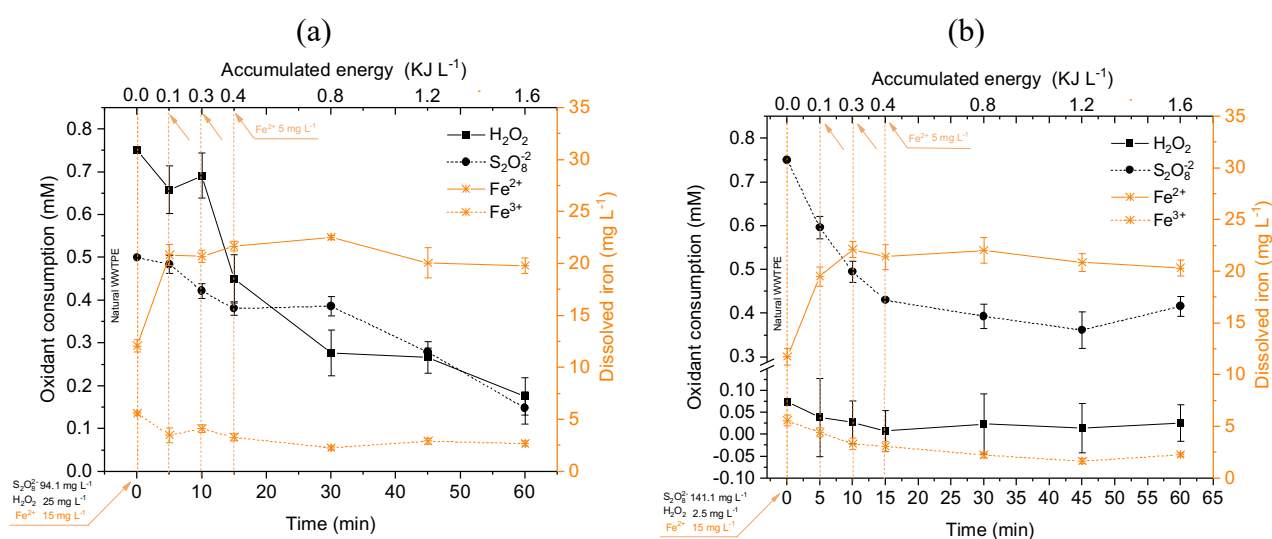 (a)
Accumulated energy (KJ L⁻¹)
0.0 0.1 0.3 0.4 0.8 1.2 1.6
Fe²⁺ 5 mg L⁻¹
H₂O₂
S₂O₈⁻²
Fe²⁺
Fe³⁺
Oxidant consumption (mM)
0.8
0.7
0.6
0.5
0.4
0.3
0.2
0.1
0.0
Natural WWTPE
35
30
25
20
15
10
5
0
Dissolved iron (mg L⁻¹)
0 10 20 30 40 50 60
Time (min)
S₂O₈²⁻ 94.1 mg L⁻¹
H₂O₂ 25 mg L⁻¹
Fe²⁺ 15 mg L⁻¹
(b)
Accumulated energy (KJ L⁻¹)
0.0 0.1 0.3 0.4 0.8 1.2 1.6
Fe²⁺ 5 mg L⁻¹
H₂O₂
S₂O₈⁻²
Fe²⁺
Fe³⁺
Oxidant consumption (mM)
0.8
0.7
0.6
0.5
0.4
0.3
0.10
0.05
0.00
-0.05
-0.10
Natural WWTPE
35
30
25
20
15
10
5
0
Dissolved iron (mg L⁻¹)
0 5 10 15 20 25 30 35 40 45 50 55 60 65
Time (min)
S₂O₈²⁻ 141.1 mg L⁻¹
H₂O₂ 2.5 mg L⁻¹
Fe²⁺ 15 mg L⁻¹